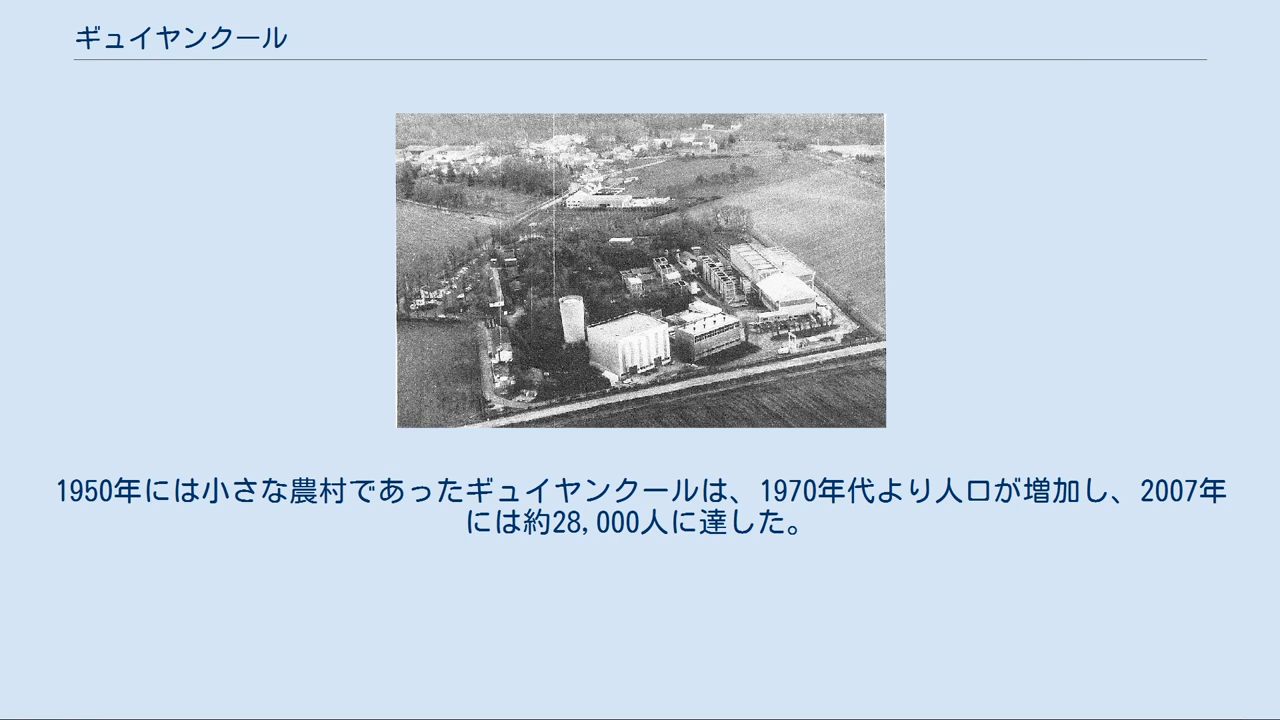 ギュイヤンクール
1950年には小さな農村であったギュイヤンクールは、1970年代より人口が増加し、2007年
には約28,000人に達した。